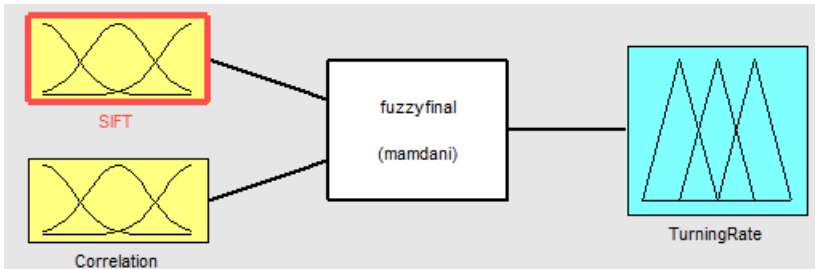 SIFT
Correlation
fuzzyfinal
(mamdani)
TurningRate